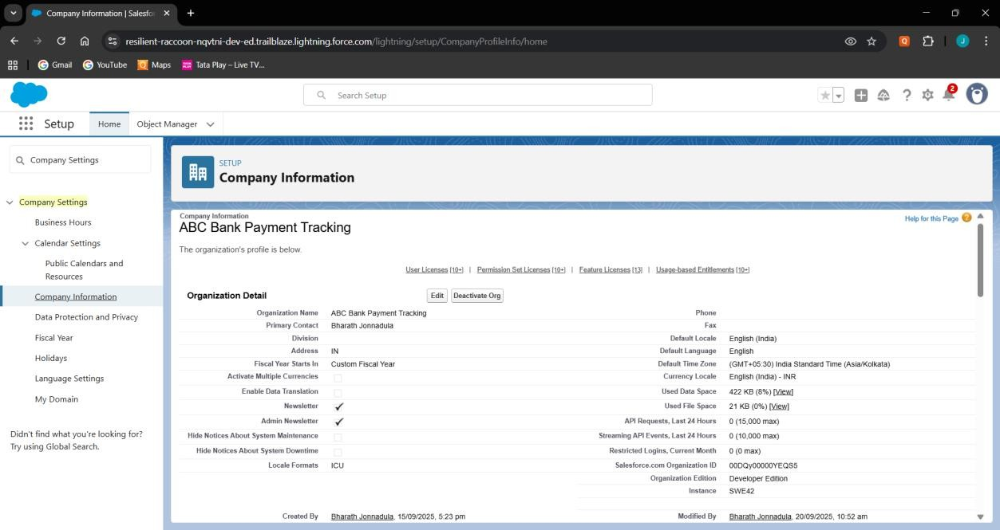 Company Information | Salesfo
resilient-raccoon-nqvtni-dev-ed.trailblaze.lightning.force.com/lightning/setup/CompanyProfileInfo/home
Q
J
Gmail
YouTube
Maps
TATA PLAY
Tata Play – Live TV...
Search Setup
2
Setup
Home
Object Manager
Company Settings
Company Settings
Business Hours
Calendar Settings
Public Calendars and
Resources
Company Information
Data Protection and Privacy
Fiscal Year
Holidays
Language Settings
My Domain
Didn't find what you're looking for?
Try using Global Search.
SETUP
Company Information
Company Information
ABC Bank Payment Tracking
Help for this Page ?
The organization's profile is below.
User Licenses [10+] | Permission Set Licenses [10+] | Feature Licenses [13] | Usage-based Entitlements [10+]
Organization Detail
Edit
Deactivate Org
Organization Name ABC Bank Payment Tracking
Phone
Primary Contact Bharath Jonnadula
Fax
Division
Default Locale English (India)
Address IN
Default Language English
Fiscal Year Starts In Custom Fiscal Year
Default Time Zone (GMT+05:30) India Standard Time (Asia/Kolkata)
Activate Multiple Currencies
Currency Locale English (India) - INR
Enable Data Translation
Used Data Space 422 KB (8%) [View]
Newsletter
Used File Space 21 KB (0%) [View]
Admin Newsletter
API Requests, Last 24 Hours 0 (15,000 max)
Hide Notices About System Maintenance
Streaming API Events, Last 24 Hours 0 (10,000 max)
Hide Notices About System Downtime
Restricted Logins, Current Month 0 (0 max)
Locale Formats ICU
Salesforce.com Organization ID 00DQy00000YEQS5
Organization Edition Developer Edition
Instance SWE42
Created By Bharath Jonnadula, 15/09/2025, 5:23 pm
Modified By Bharath Jonnadula, 20/09/2025, 10:52 am